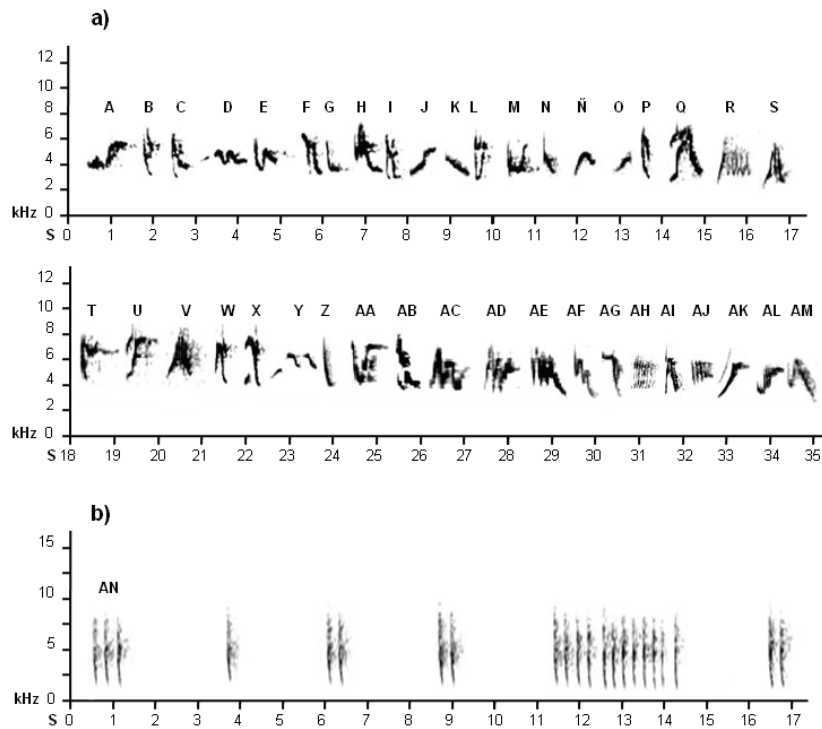 a)
12
10
A B C D E F G H I J K L M N Ñ O P Q R S
8
6
4
2
kHz 0
S 0 1 2 3 4 5 6 7 8 9 10 11 12 13 14 15 16 17
12
10
T U V W X Y Z AA AB AC AD AE AF AG AH AI AJ AK AL AM
8
6
4
2
kHz 0
S 18 19 20 21 22 23 24 25 26 27 28 29 30 31 32 33 34 35
b)
15
AN
10
5
kHz 0
S 0 1 2 3 4 5 6 7 8 9 10 11 12 13 14 15 16 17